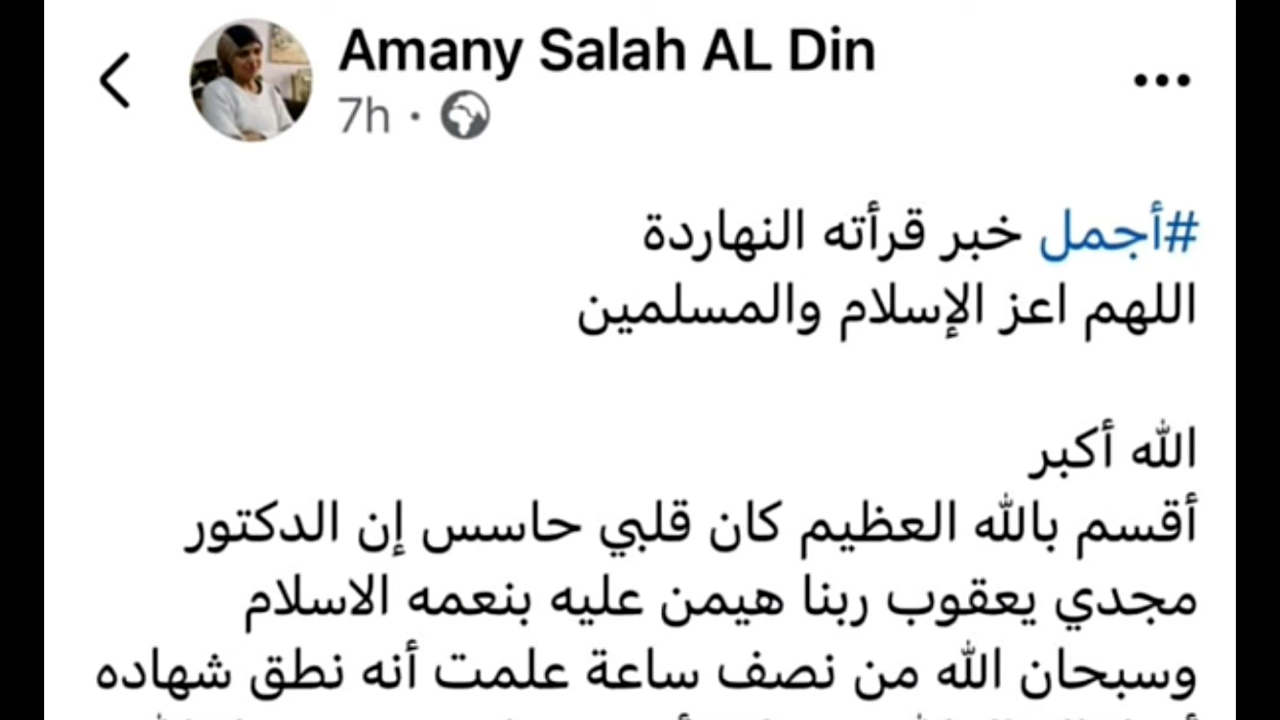 Amany Salah AL Din
7h
#أجمل خبر قرأته النهاردة
اللهم اعز الإسلام والمسلمين
الله أكبر
أقسم بالله العظيم كان قلبي حاسس إن الدكتور
مجدي يعقوب ربنا هيمن عليه بنعمه الاسلام
وسبحان الله من نصف ساعة علمت أنه نطق شهاده